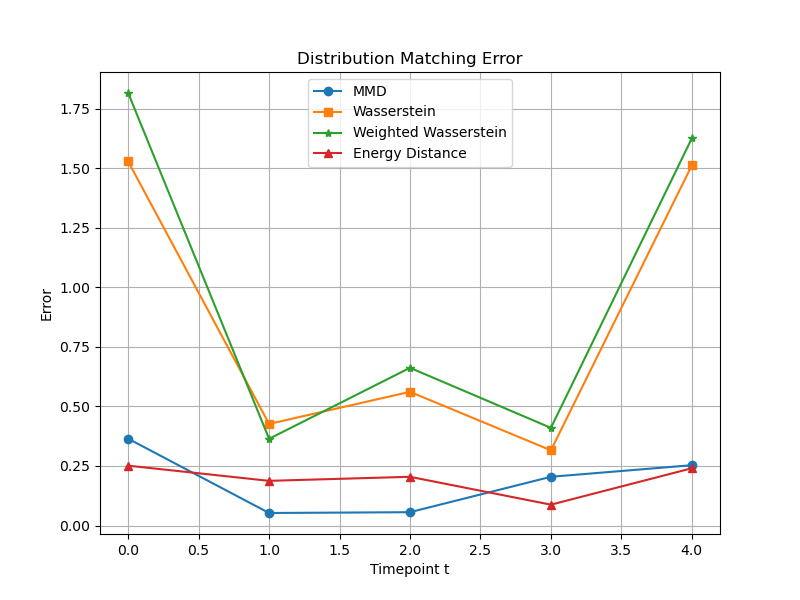 Distribution Matching Error
MMD
Wasserstein
Weighted Wasserstein
Energy Distance
Error
1.75
1.50
1.25
1.00
0.75
0.50
0.25
0.00
0.0 0.5 1.0 1.5 2.0 2.5 3.0 3.5 4.0
Timepoint t